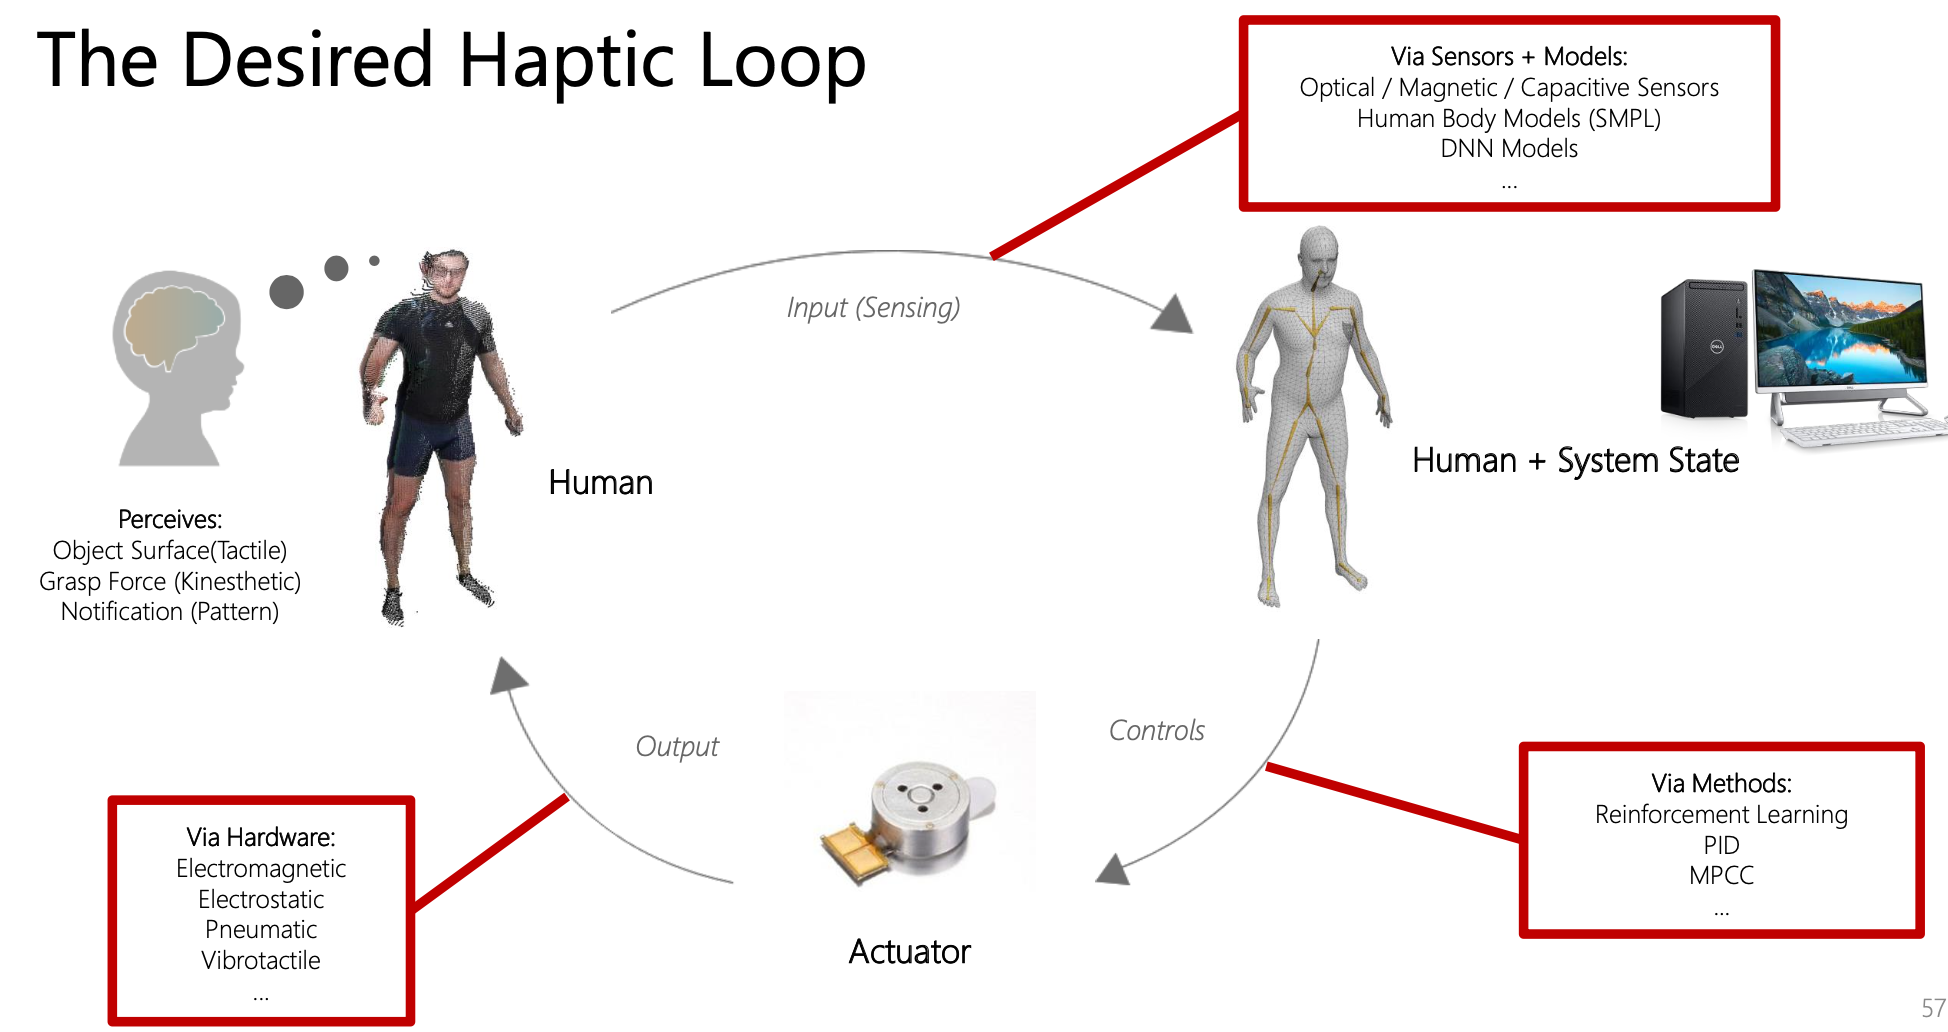 The Desired Haptic Loop
Via Sensors + Models:
Optical / Magnetic / Capacitive Sensors
Human Body Models (SMPL)
DNN Models
...
Input (Sensing)
Human
Human + System State
Perceives:
Object Surface(Tactile)
Grasp Force (Kinesthetic)
Notification (Pattern)
Output
Controls
Via Methods:
Reinforcement Learning
PID
MPCC
...
Via Hardware:
Electromagnetic
Electrostatic
Pneumatic
Vibrotactile
...
Actuator
57
DELL